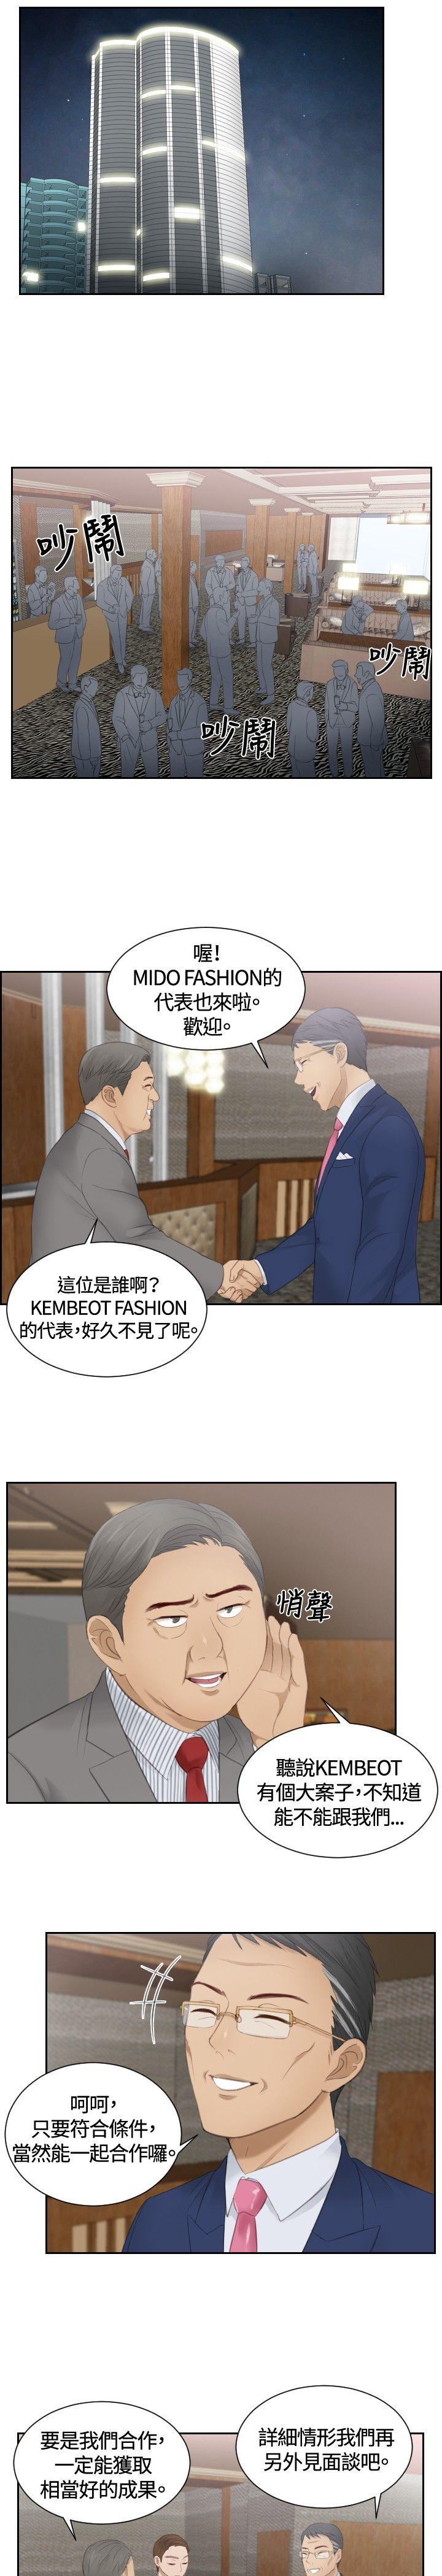 吵鬧
吵鬧
吵鬧
喔!
MIDO FASHION的
代表也來啦。
歡迎。
這位是誰啊?
KEMBEOT FASHION
的代表,好久不見了呢。
悄聲
聽說KEMBEOT
有個大案子,不知道
能不能跟我們...
呵呵,
只要符合條件,
當然能一起合作囉。
要是我們合作,
一定能獲取
相當好的成果。
詳細情形我們再
另外見面談吧。